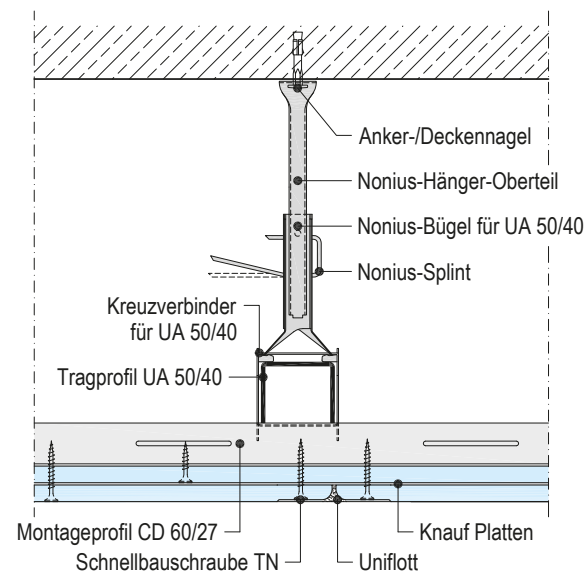 Anker-/Deckennagel
Nonius-Hänger-Oberteil
Nonius-Bügel für UA 50/40
Nonius-Splint
Kreuzverbinder
für UA 50/40
Tragprofil UA 50/40
Montageprofil CD 60/27
Knauf Platten
Schnellbauschraube TN
Uniflott